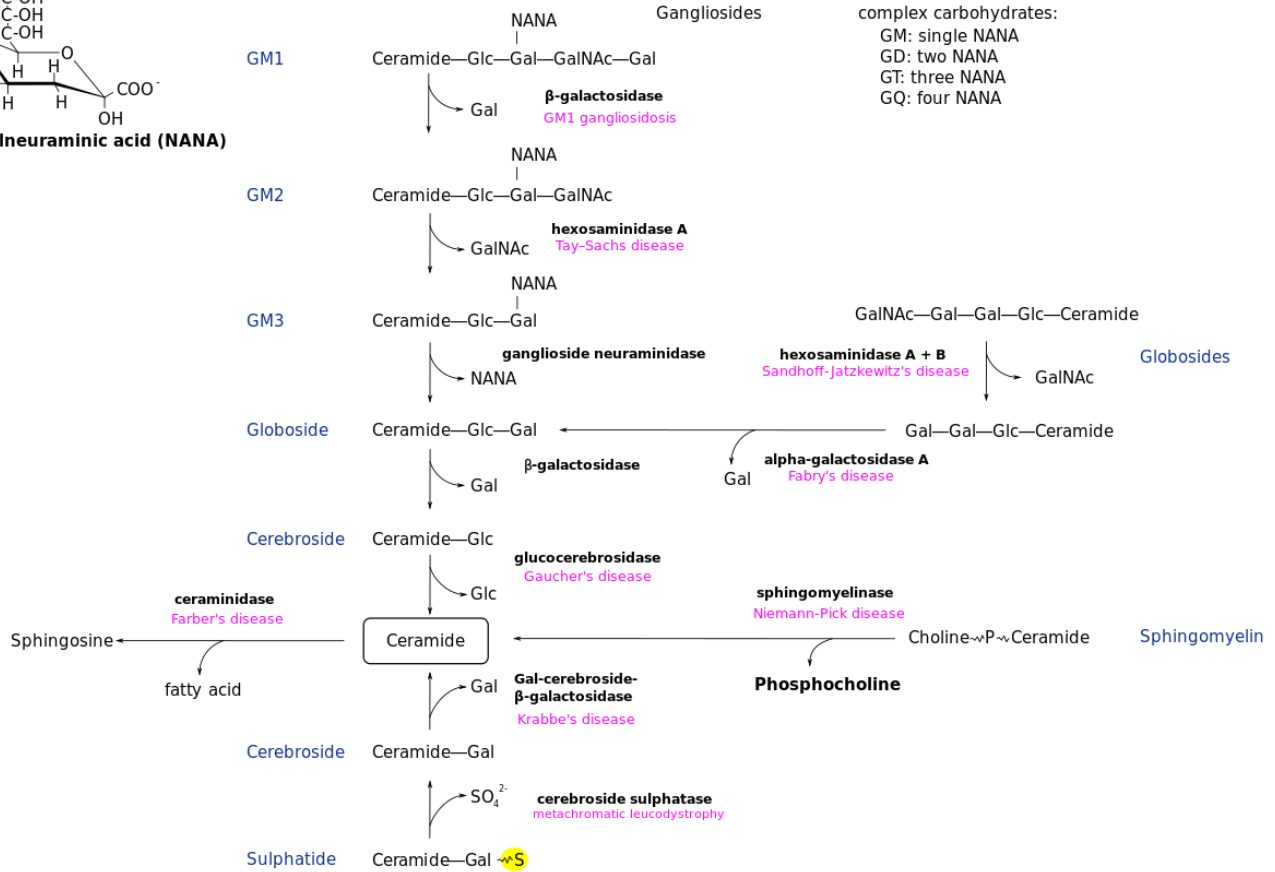 C-OH
C-OH
C-OH
O
H
H
H
H
COO-
OH
lneuraminic acid (NANA)
Gangliosides
complex carbohydrates:
GM: single NANA
GD: two NANA
GT: three NANA
GQ: four NANA
NANA
GM1
Ceramide—Glc—Gal—GalNAc—Gal
Gal
β-galactosidase
GM1 gangliosidosis
NANA
GM2
Ceramide—Glc—Gal—GalNAc
GalNAc
hexosaminidase A
Tay–Sachs disease
NANA
GM3
Ceramide—Glc—Gal
NANA
ganglioside neuraminidase
GalNAc—Gal—Gal—Glc—Ceramide
hexosaminidase A + B
Sandhoff-Jatzkewitz's disease
GalNAc
Globosides
Globoside
Ceramide—Glc—Gal
Gal—Gal—Glc—Ceramide
alpha-galactosidase A
Fabry's disease
Gal
Gal
β-galactosidase
Cerebroside
Ceramide—Glc
Glc
glucocerebrosidase
Gaucher's disease
ceraminidase
Farber's disease
Sphingosine
fatty acid
Ceramide
sphingomyelinase
Niemann-Pick disease
Choline~P~Ceramide
Sphingomyelin
Phosphocholine
Gal
Gal-cerebroside-
β-galactosidase
Krabbe's disease
Cerebroside
Ceramide—Gal
SO₄²⁻
cerebroside sulphatase
metachromatic leucodystrophy
Sulphatide
Ceramide—Gal~S